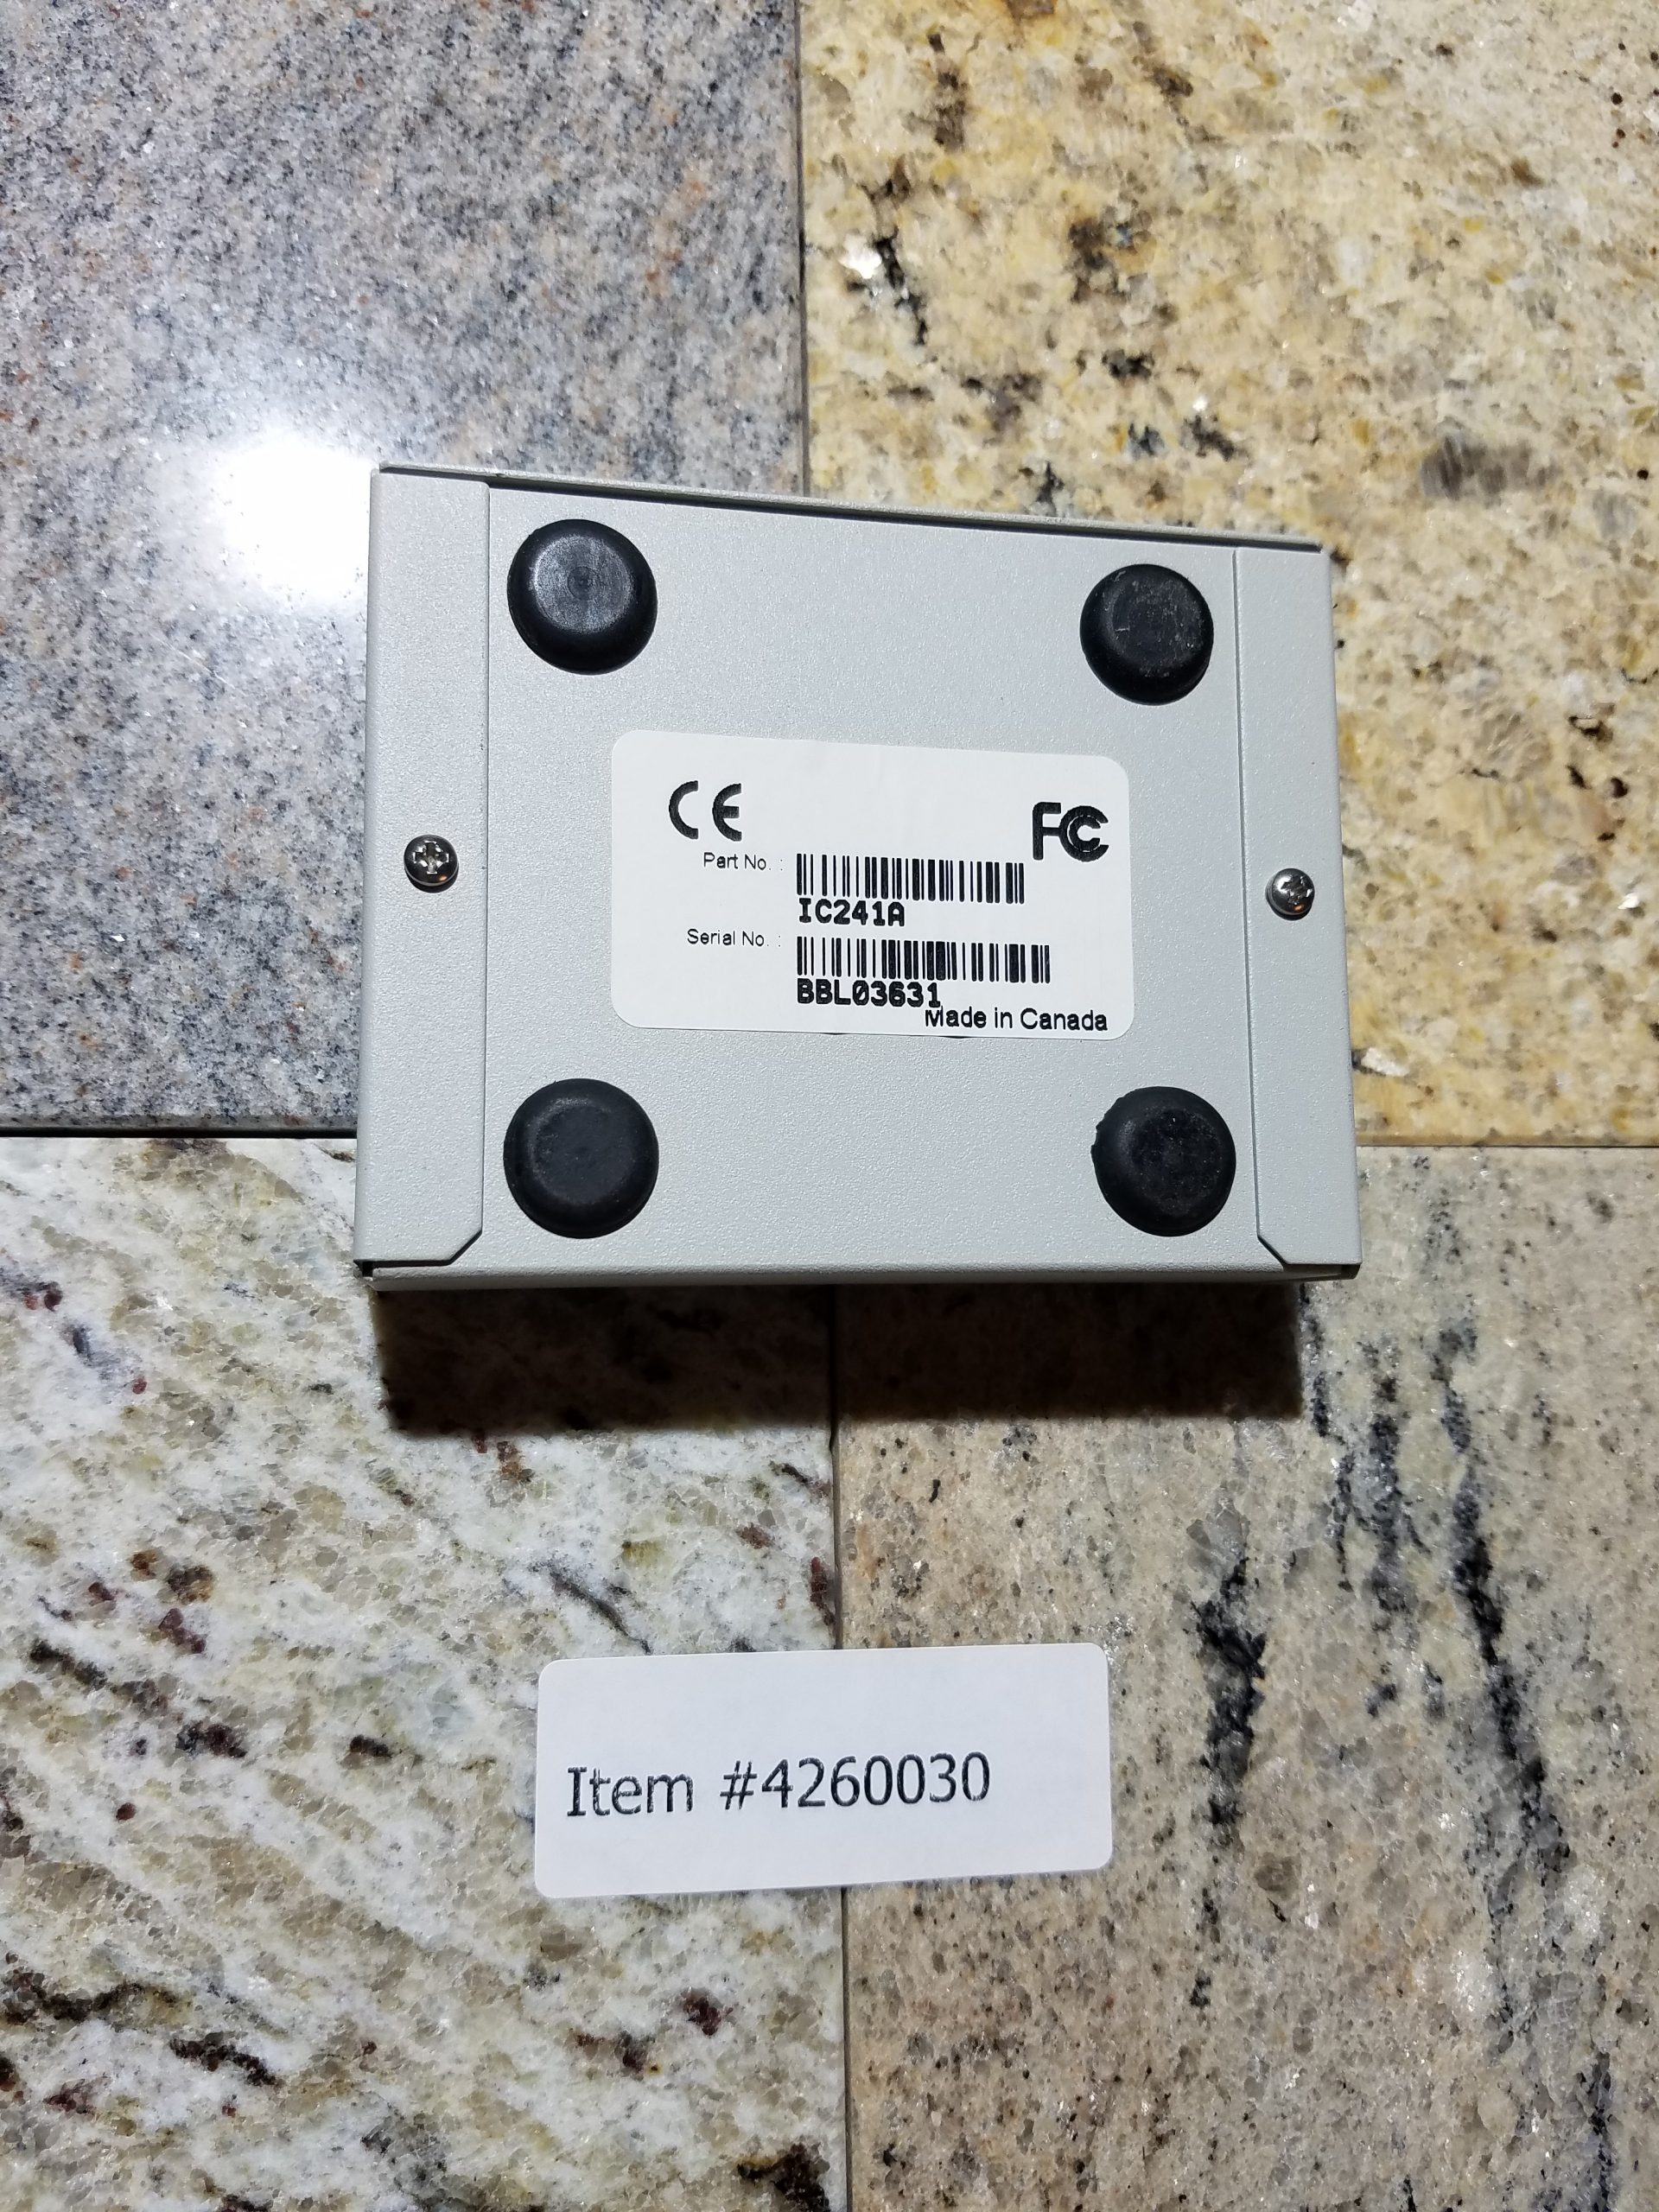 CE FC
Part No. :
IC241A
Serial No. :
BBL03631
Made in Canada
Item #4260030